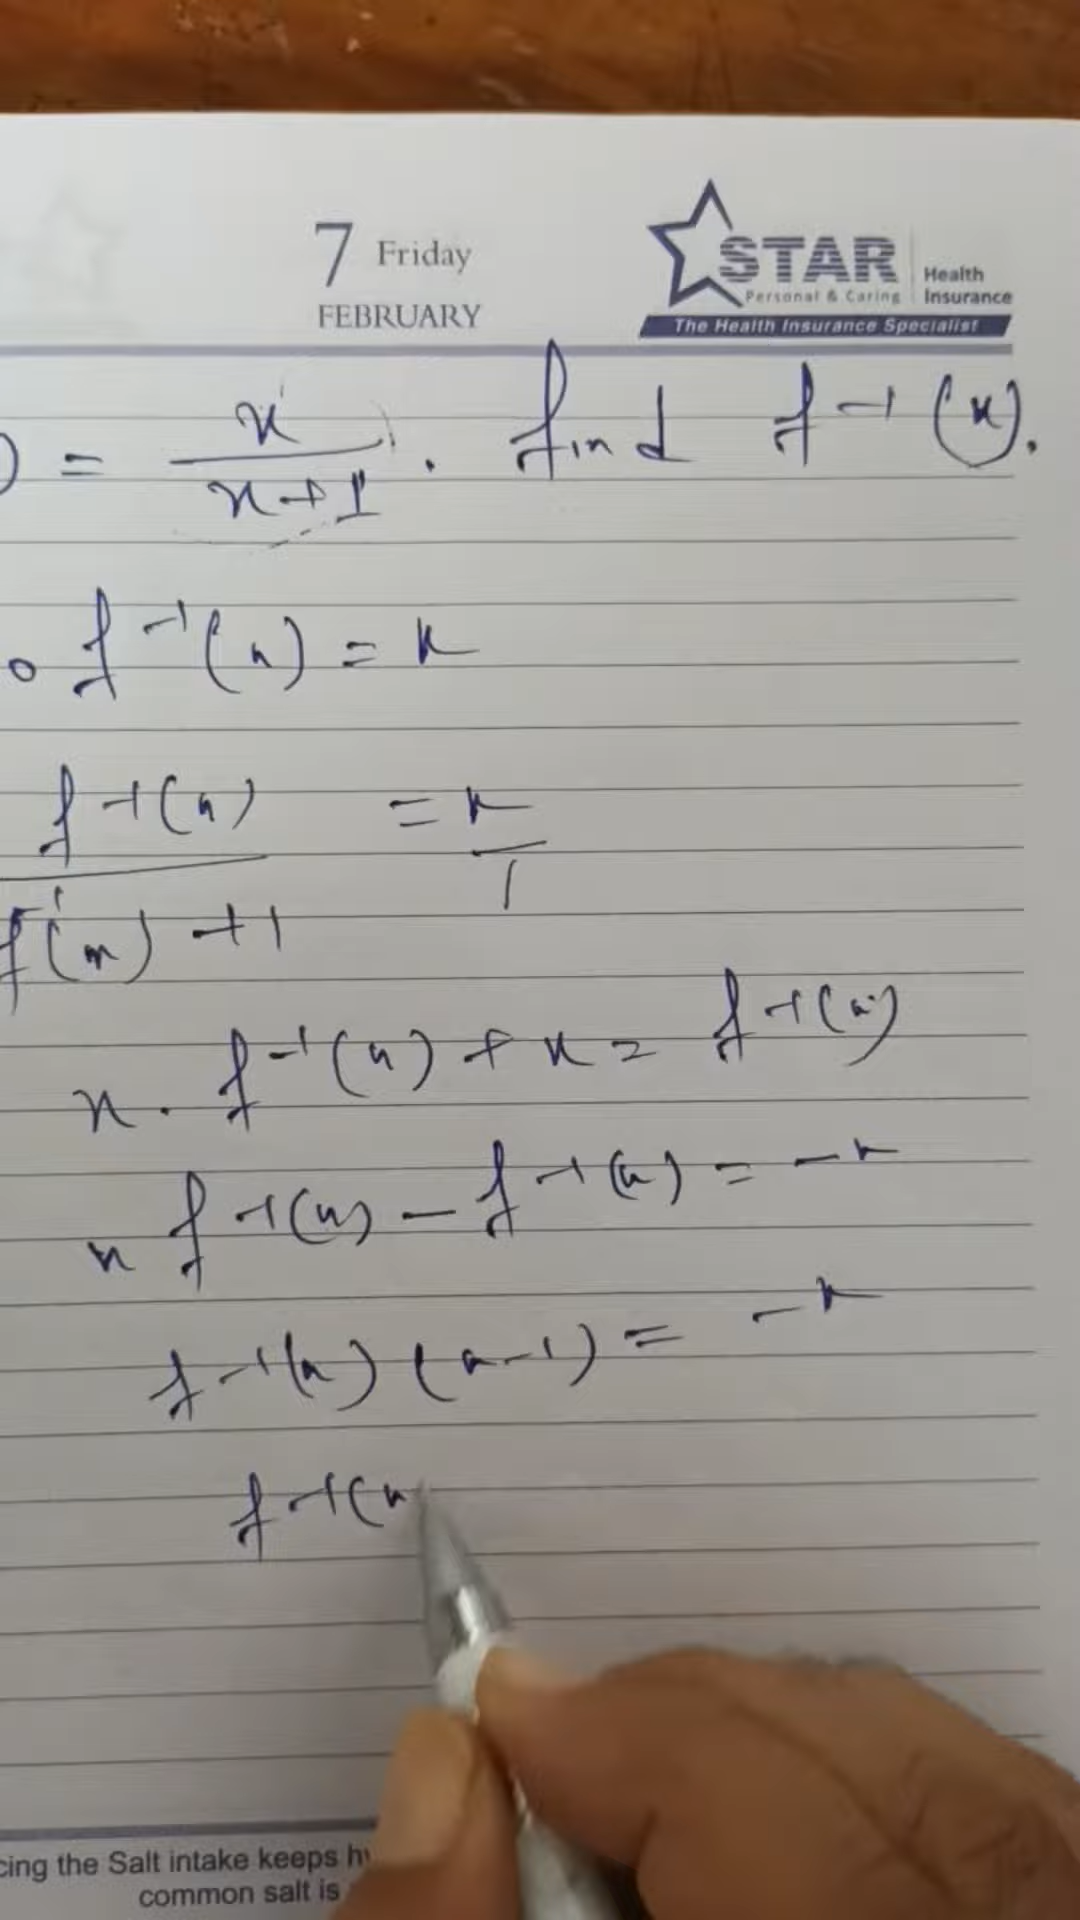 7 Friday
FEBRUARY
STAR
Personal & Caring
Health
Insurance
The Health Insurance Specialist
) = x/(x+1). find f⁻¹(x).
o f⁻¹(x) = x
f⁻¹(x)/(f⁻¹(x) + 1) = x/1
x . f⁻¹(x) + x = f⁻¹(x)
x f⁻¹(x) - f⁻¹(x) = -x
f⁻¹(x) (x-1) = -x
f⁻¹(x
cing the Salt intake keeps
common salt is